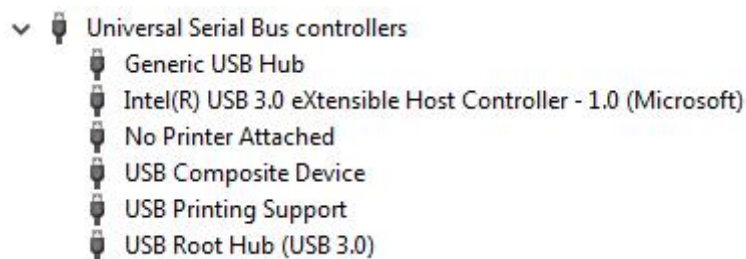 Universal Serial Bus controllers
Generic USB Hub
Intel(R) USB 3.0 eXtensible Host Controller - 1.0 (Microsoft)
No Printer Attached
USB Composite Device
USB Printing Support
USB Root Hub (USB 3.0)